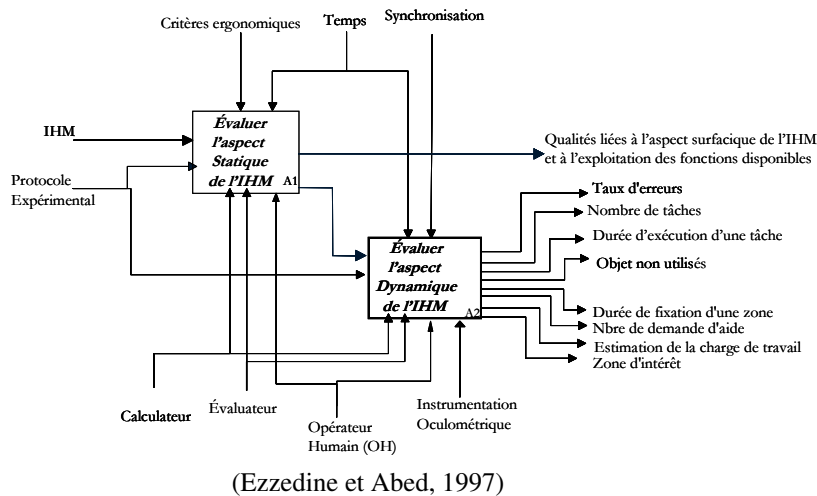 Critères ergonomiques
Temps
Synchronisation
IHM
Protocole
Expérimental
Évaluer
l'aspect
Statique
de l'IHM A1
Qualités liées à l'aspect surfacique de l'IHM
et à l'exploitation des fonctions disponibles
Taux d'erreurs
Nombre de tâches
Durée d'exécution d'une tâche
Objet non utilisés
Évaluer
l'aspect
Dynamique
de l'IHM A2
Durée de fixation d'une zone
Nbre de demande d'aide
Estimation de la charge de travail
Zone d'intérêt
Calculateur
Évaluateur
Opérateur
Humain (OH)
Instrumentation
Oculométrique
(Ezzedine et Abed, 1997)